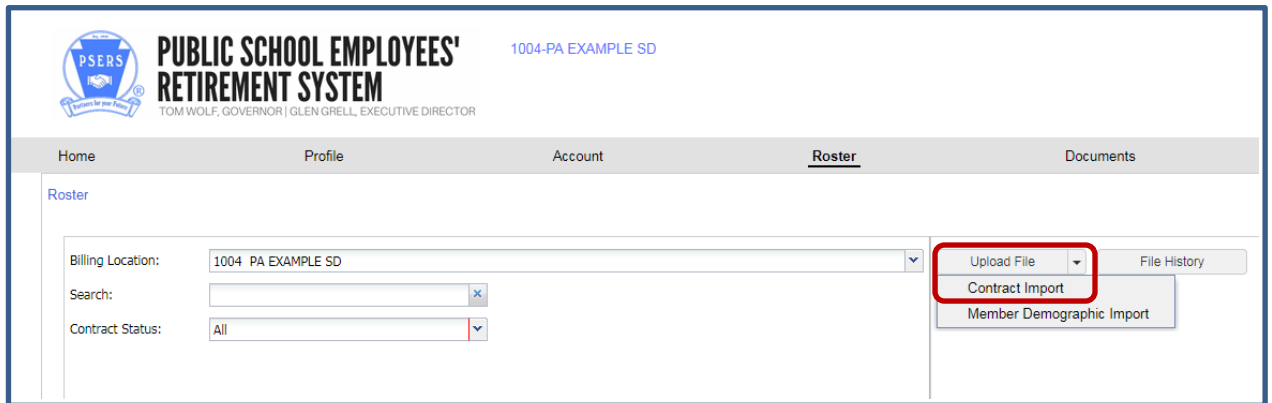 PSERS
Partners for your Future
®
PUBLIC SCHOOL EMPLOYEES'
RETIREMENT SYSTEM
TOM WOLF, GOVERNOR | GLEN GRELL, EXECUTIVE DIRECTOR
1004-PA EXAMPLE SD
Home Profile Account Roster Documents
Roster
Billing Location: 1004 PA EXAMPLE SD Upload File File History
Search: Contract Import
Contract Status: All Member Demographic Import